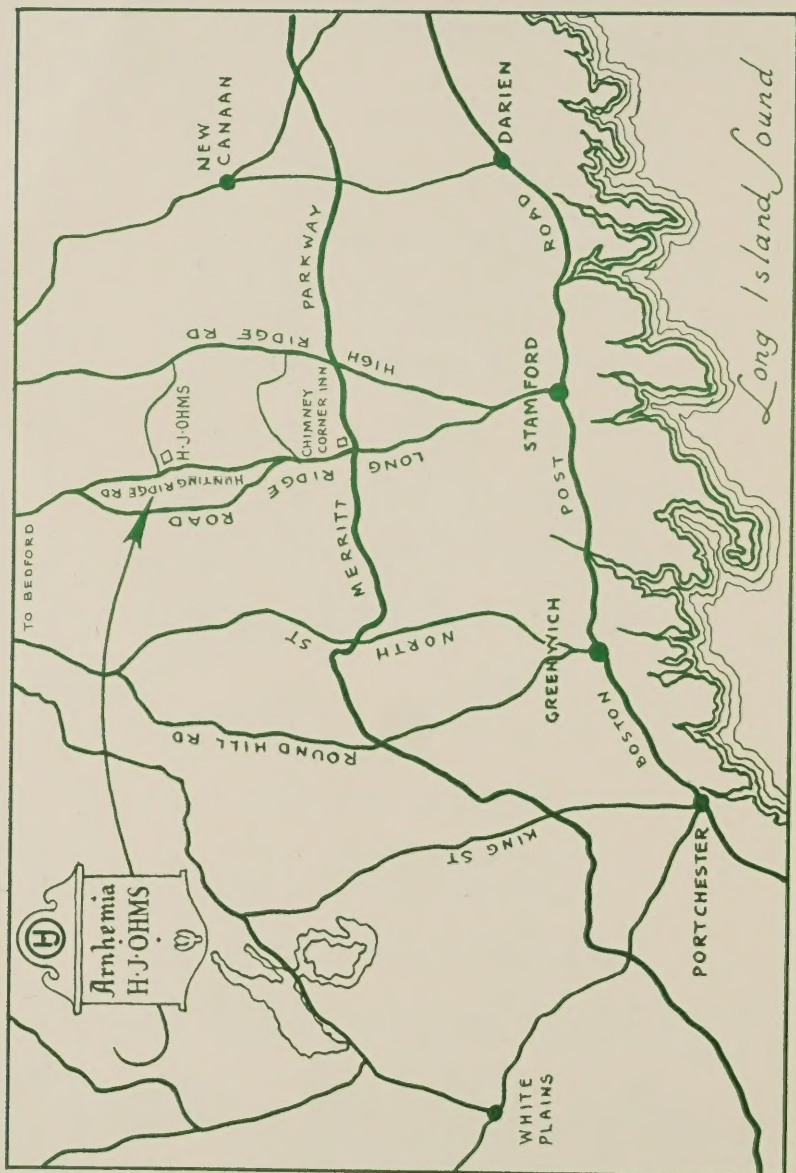 HJ
Arnhemia
H·J·OHMS
TO BEDFORD
NEW
CANAAN
DARIEN
HIGH RIDGE RD
H·J·OHMS
HUNTING RIDGE RD
CHIMNEY
CORNER INN
LONG RIDGE ROAD
MERRITT PARKWAY
STAMFORD
NORTH ST
ROUND HILL RD
GREENWICH
KING ST
BOSTON POST ROAD
PORTCHESTER
WHITE
PLAINS
Long Island Sound